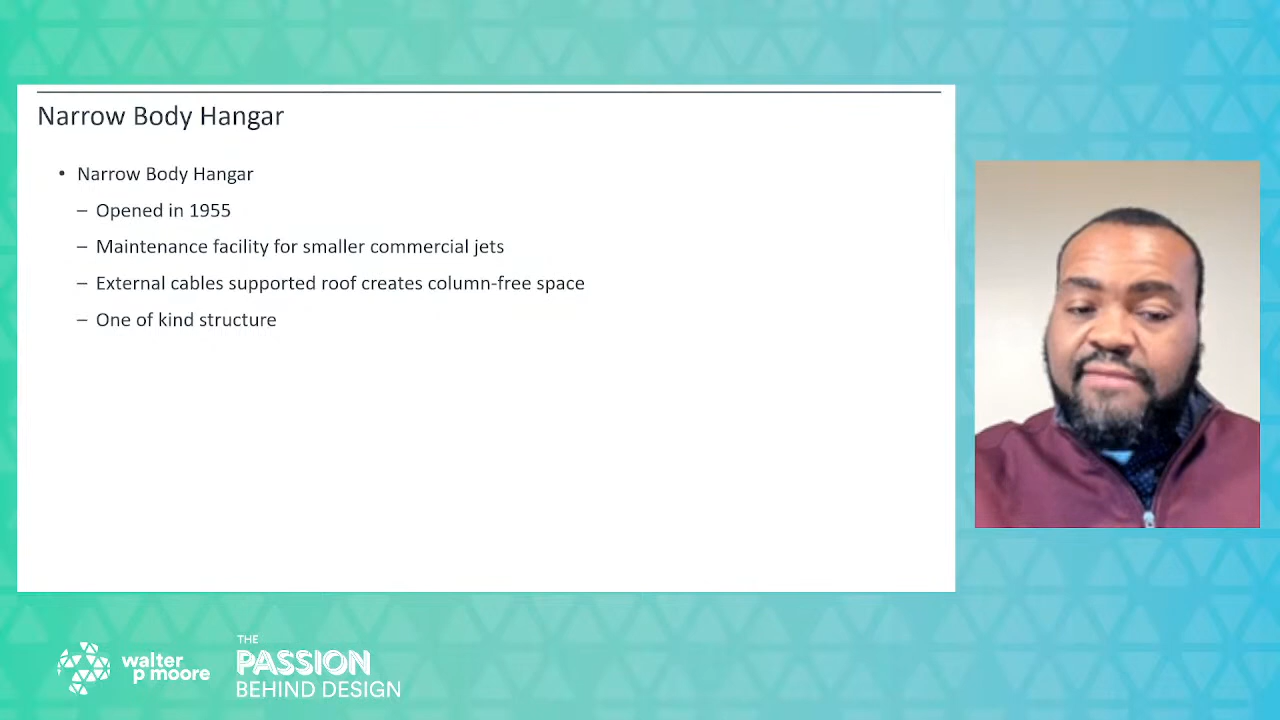 Narrow Body Hangar
• Narrow Body Hangar
– Opened in 1955
– Maintenance facility for smaller commercial jets
– External cables supported roof creates column-free space
– One of kind structure
walter
p moore
THE
PASSION
BEHIND DESIGN